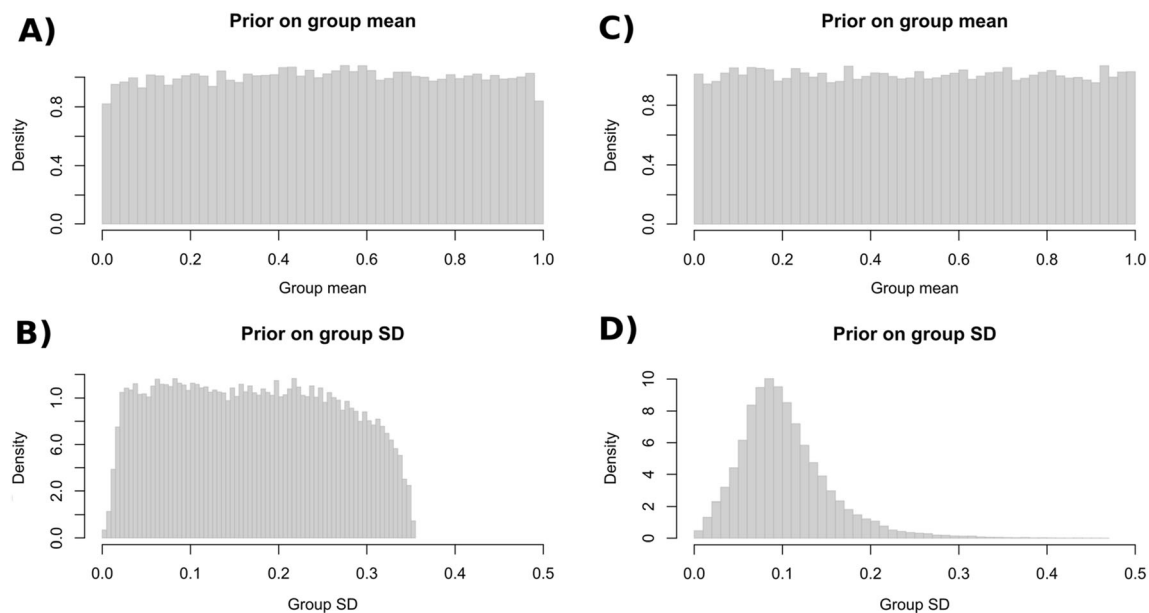 A)
Prior on group mean
Density
0.0 0.4 0.8
0.0 0.2 0.4 0.6 0.8 1.0
Group mean
C)
Prior on group mean
Density
0.0 0.4 0.8
0.0 0.2 0.4 0.6 0.8 1.0
Group mean
B)
Prior on group SD
Density
0.0 2.0 6.0 1.0
0.0 0.1 0.2 0.3 0.4 0.5
Group SD
D)
Prior on group SD
Density
0 2 4 6 8 10
0.0 0.1 0.2 0.3 0.4 0.5
Group SD